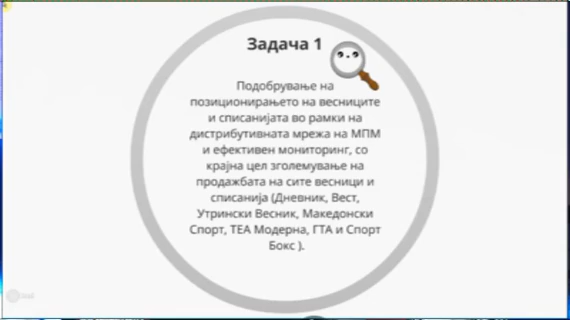 Задача 1
Подобрување на
позиционирањето на весниците
и списанијата во рамки на
дистрибутивната мрежа на МПМ
и ефективен мониторинг, со
крајна цел зголемување на
продажбата на сите весници и
списанија (Дневник, Вест,
Утрински Весник, Македонски
Спорт, ТЕА Модерна, ГТА и Спорт
Бокс ).